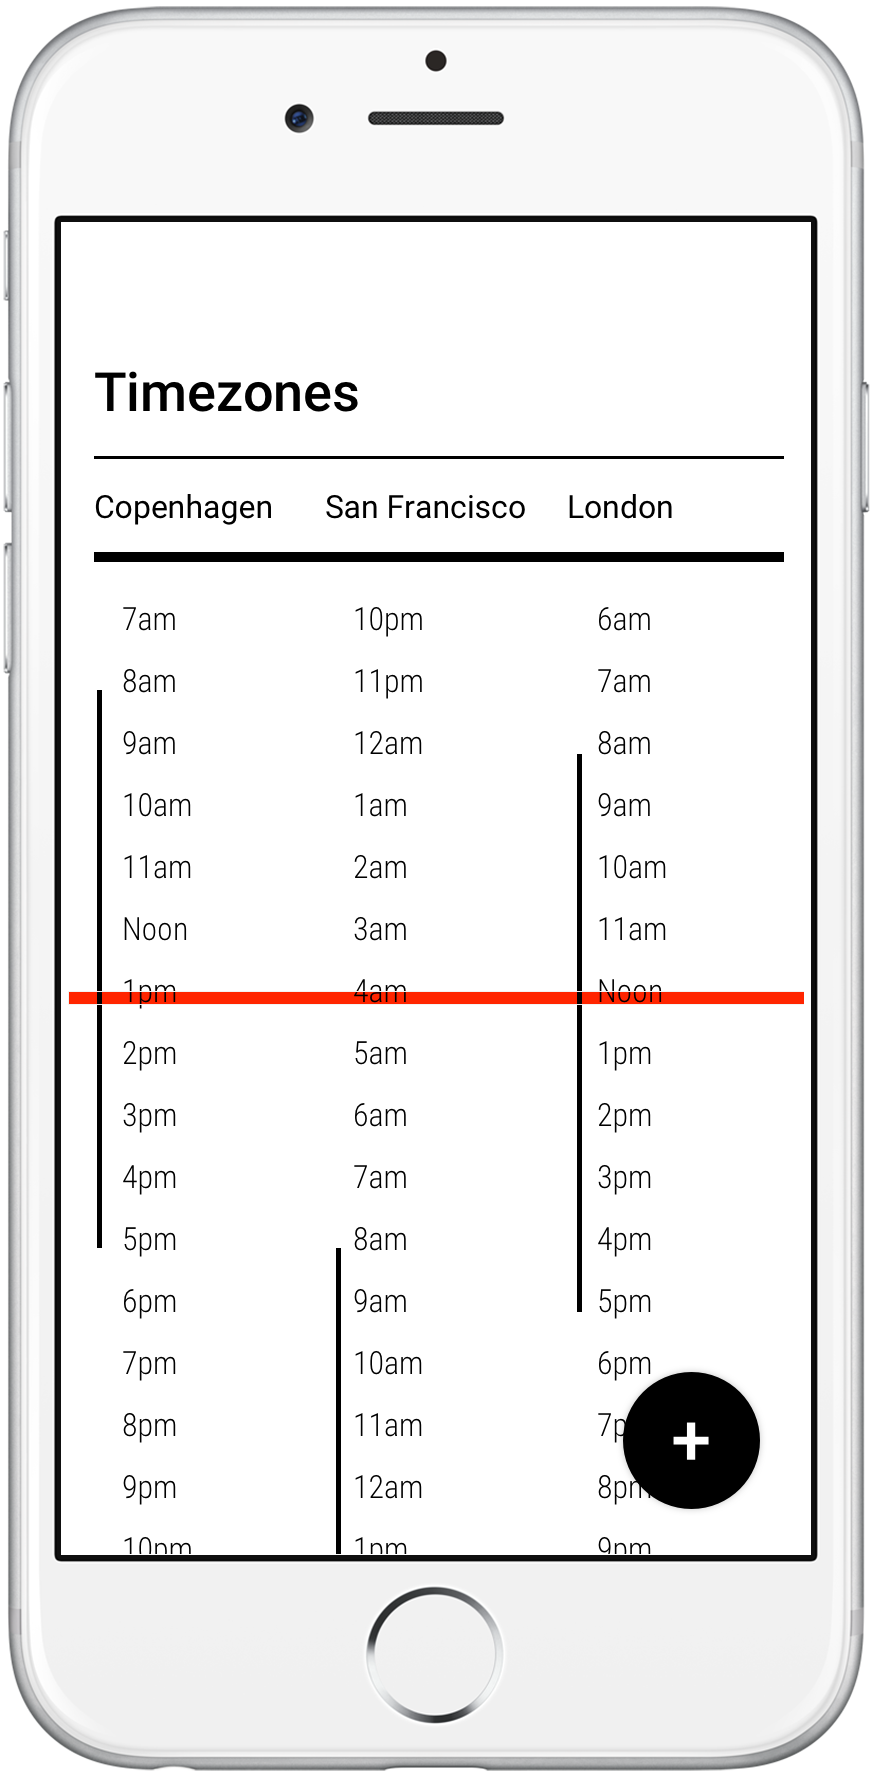 Timezones
Copenhagen San Francisco London
7am 10pm 6am
8am 11pm 7am
9am 12am 8am
10am 1am 9am
11am 2am 10am
Noon 3am 11am
1pm 4am Noon
2pm 5am 1pm
3pm 6am 2pm
4pm 7am 3pm
5pm 8am 4pm
6pm 9am 5pm
7pm 10am 6pm
8pm 11am 7p
9pm 12am 8pm
10pm 1pm 9pm
+